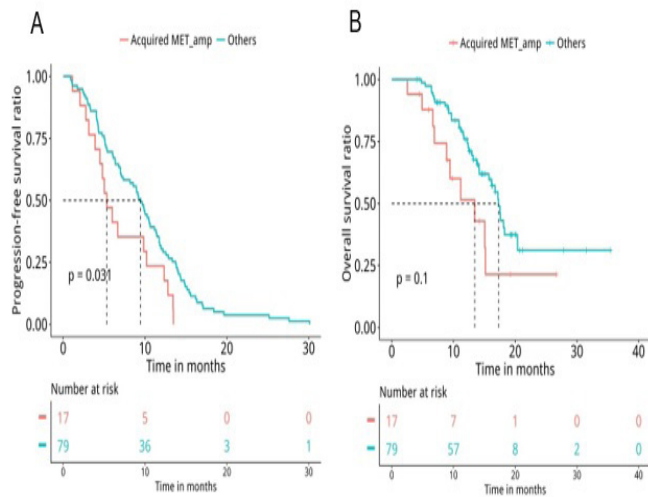 A
Acquired MET_amp Others
1.00
0.75
0.50
0.25
0.00
Progression-free survival ratio
p = 0.031
0 10 20 30
Time in months
Number at risk
17 5 0 0
79 36 3 1
0 10 20 30
Time in months
B
Acquired MET_amp Others
1.00
0.75
0.50
0.25
0.00
Overall survival ratio
p = 0.1
0 10 20 30 40
Time in months
Number at risk
17 7 1 0 0
79 57 8 2 0
0 10 20 30 40
Time in months